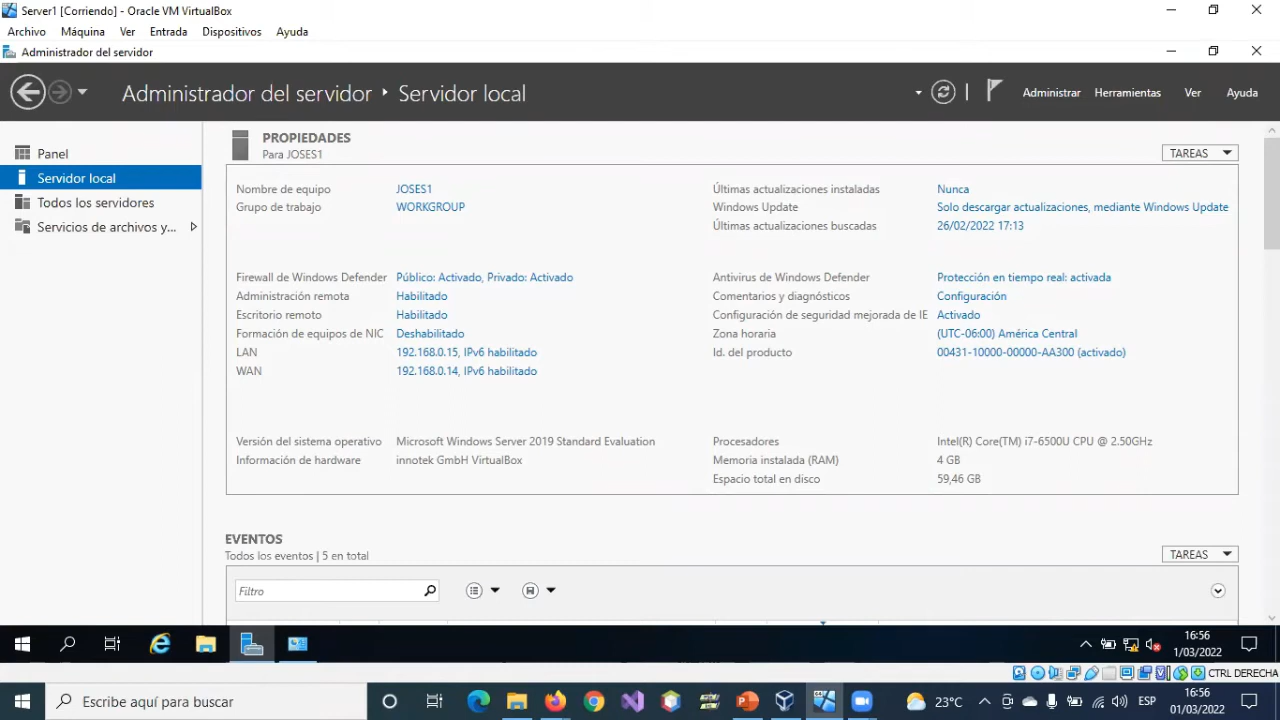 Server1 [Corriendo] - Oracle VM VirtualBox
Archivo Máquina Ver Entrada Dispositivos Ayuda
Administrador del servidor
Administrador del servidor ‣ Servidor local
Administrar Herramientas Ver Ayuda
Panel
Servidor local
Todos los servidores
Servicios de archivos y...
PROPIEDADES
Para JOSES1
TAREAS
Nombre de equipo JOSES1
Grupo de trabajo WORKGROUP
Últimas actualizaciones instaladas Nunca
Windows Update Solo descargar actualizaciones, mediante Windows Update
Últimas actualizaciones buscadas 26/02/2022 17:13
Firewall de Windows Defender Público: Activado, Privado: Activado
Administración remota Habilitado
Escritorio remoto Habilitado
Formación de equipos de NIC Deshabilitado
LAN 192.168.0.15, IPv6 habilitado
WAN 192.168.0.14, IPv6 habilitado
Antivirus de Windows Defender Protección en tiempo real: activada
Comentarios y diagnósticos Configuración
Configuración de seguridad mejorada de IE Activado
Zona horaria (UTC-06:00) América Central
Id. del producto 00431-10000-00000-AA300 (activado)
Versión del sistema operativo Microsoft Windows Server 2019 Standard Evaluation
Información de hardware innotek GmbH VirtualBox
Procesadores Intel(R) Core(TM) i7-6500U CPU @ 2.50GHz
Memoria instalada (RAM) 4 GB
Espacio total en disco 59,46 GB
EVENTOS
Todos los eventos | 5 en total
TAREAS
Filtro
16:56
1/03/2022
CTRL DERECHA
Escribe aquí para buscar
23°C
ESP
16:56
01/03/2022